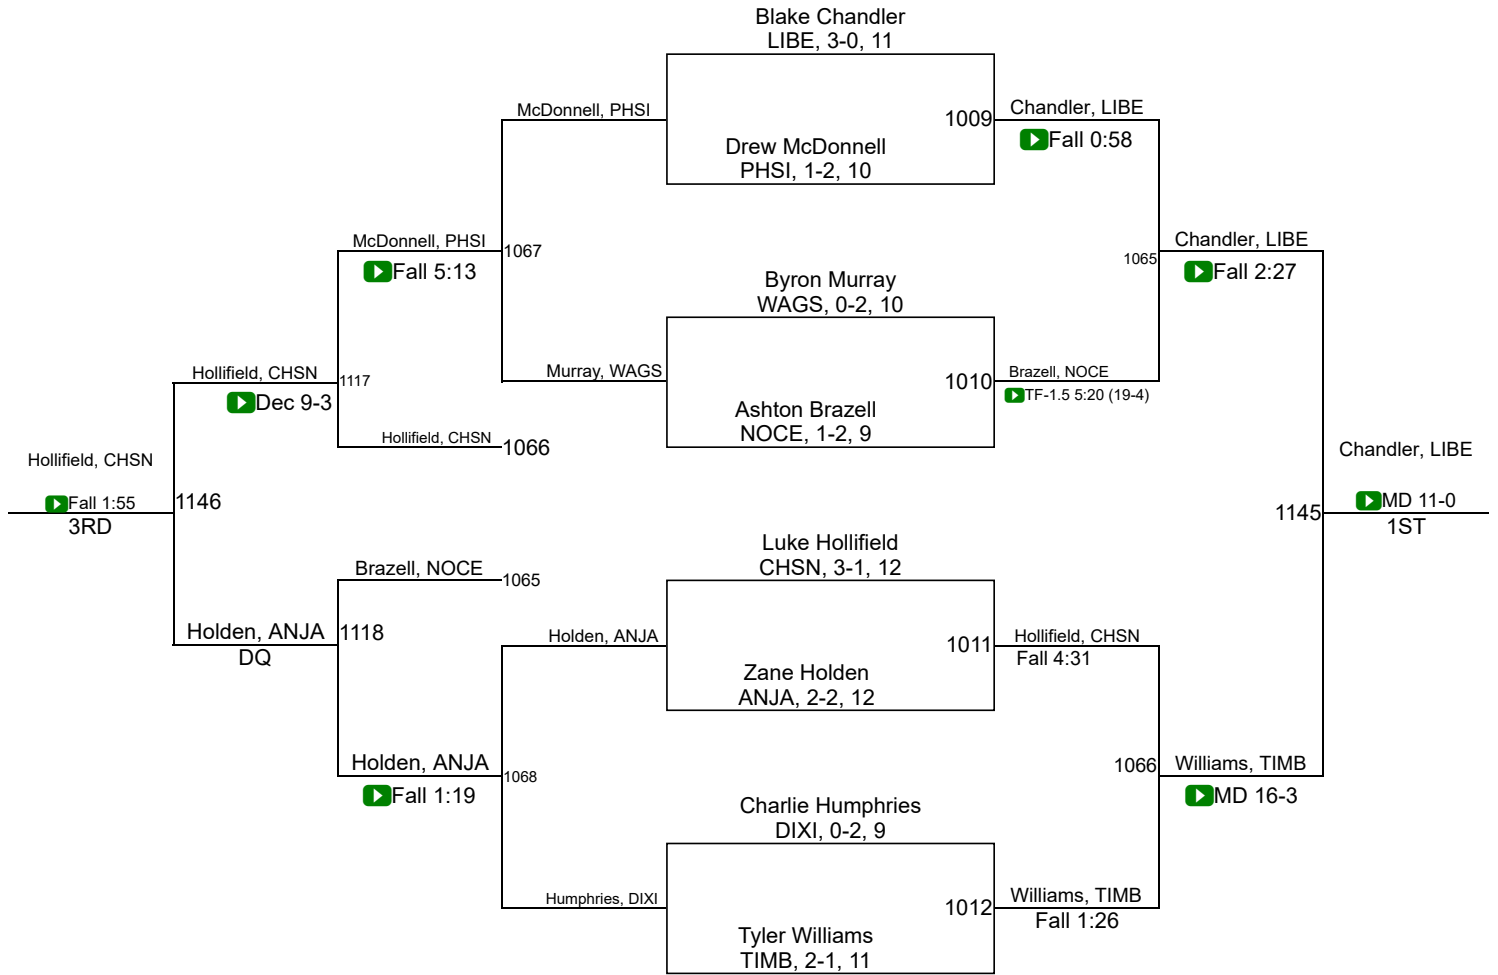 Blake Chandler
LIBE, 3-0, 11
McDonnell, PHSI
1009
Chandler, LIBE
Fall 0:58
Drew McDonnell
PHSI, 1-2, 10
McDonnell, PHSI
1067
Fall 5:13
1065
Chandler, LIBE
Fall 2:27
Byron Murray
WAGS, 0-2, 10
Murray, WAGS
1010
Brazell, NOCE
TF-1.5 5:20 (19-4)
Ashton Brazell
NOCE, 1-2, 9
Hollifield, CHSN
1117
Dec 9-3
Hollifield, CHSN
1066
Hollifield, CHSN
Fall 1:55
1146
3RD
Chandler, LIBE
1145
MD 11-0
1ST
Luke Hollifield
CHSN, 3-1, 12
Brazell, NOCE
1065
Holden, ANJA
1118
DQ
Holden, ANJA
1011
Hollifield, CHSN
Fall 4:31
Zane Holden
ANJA, 2-2, 12
Holden, ANJA
1068
Fall 1:19
1066
Williams, TIMB
MD 16-3
Charlie Humphries
DIXI, 0-2, 9
Humphries, DIXI
1012
Williams, TIMB
Fall 1:26
Tyler Williams
TIMB, 2-1, 11